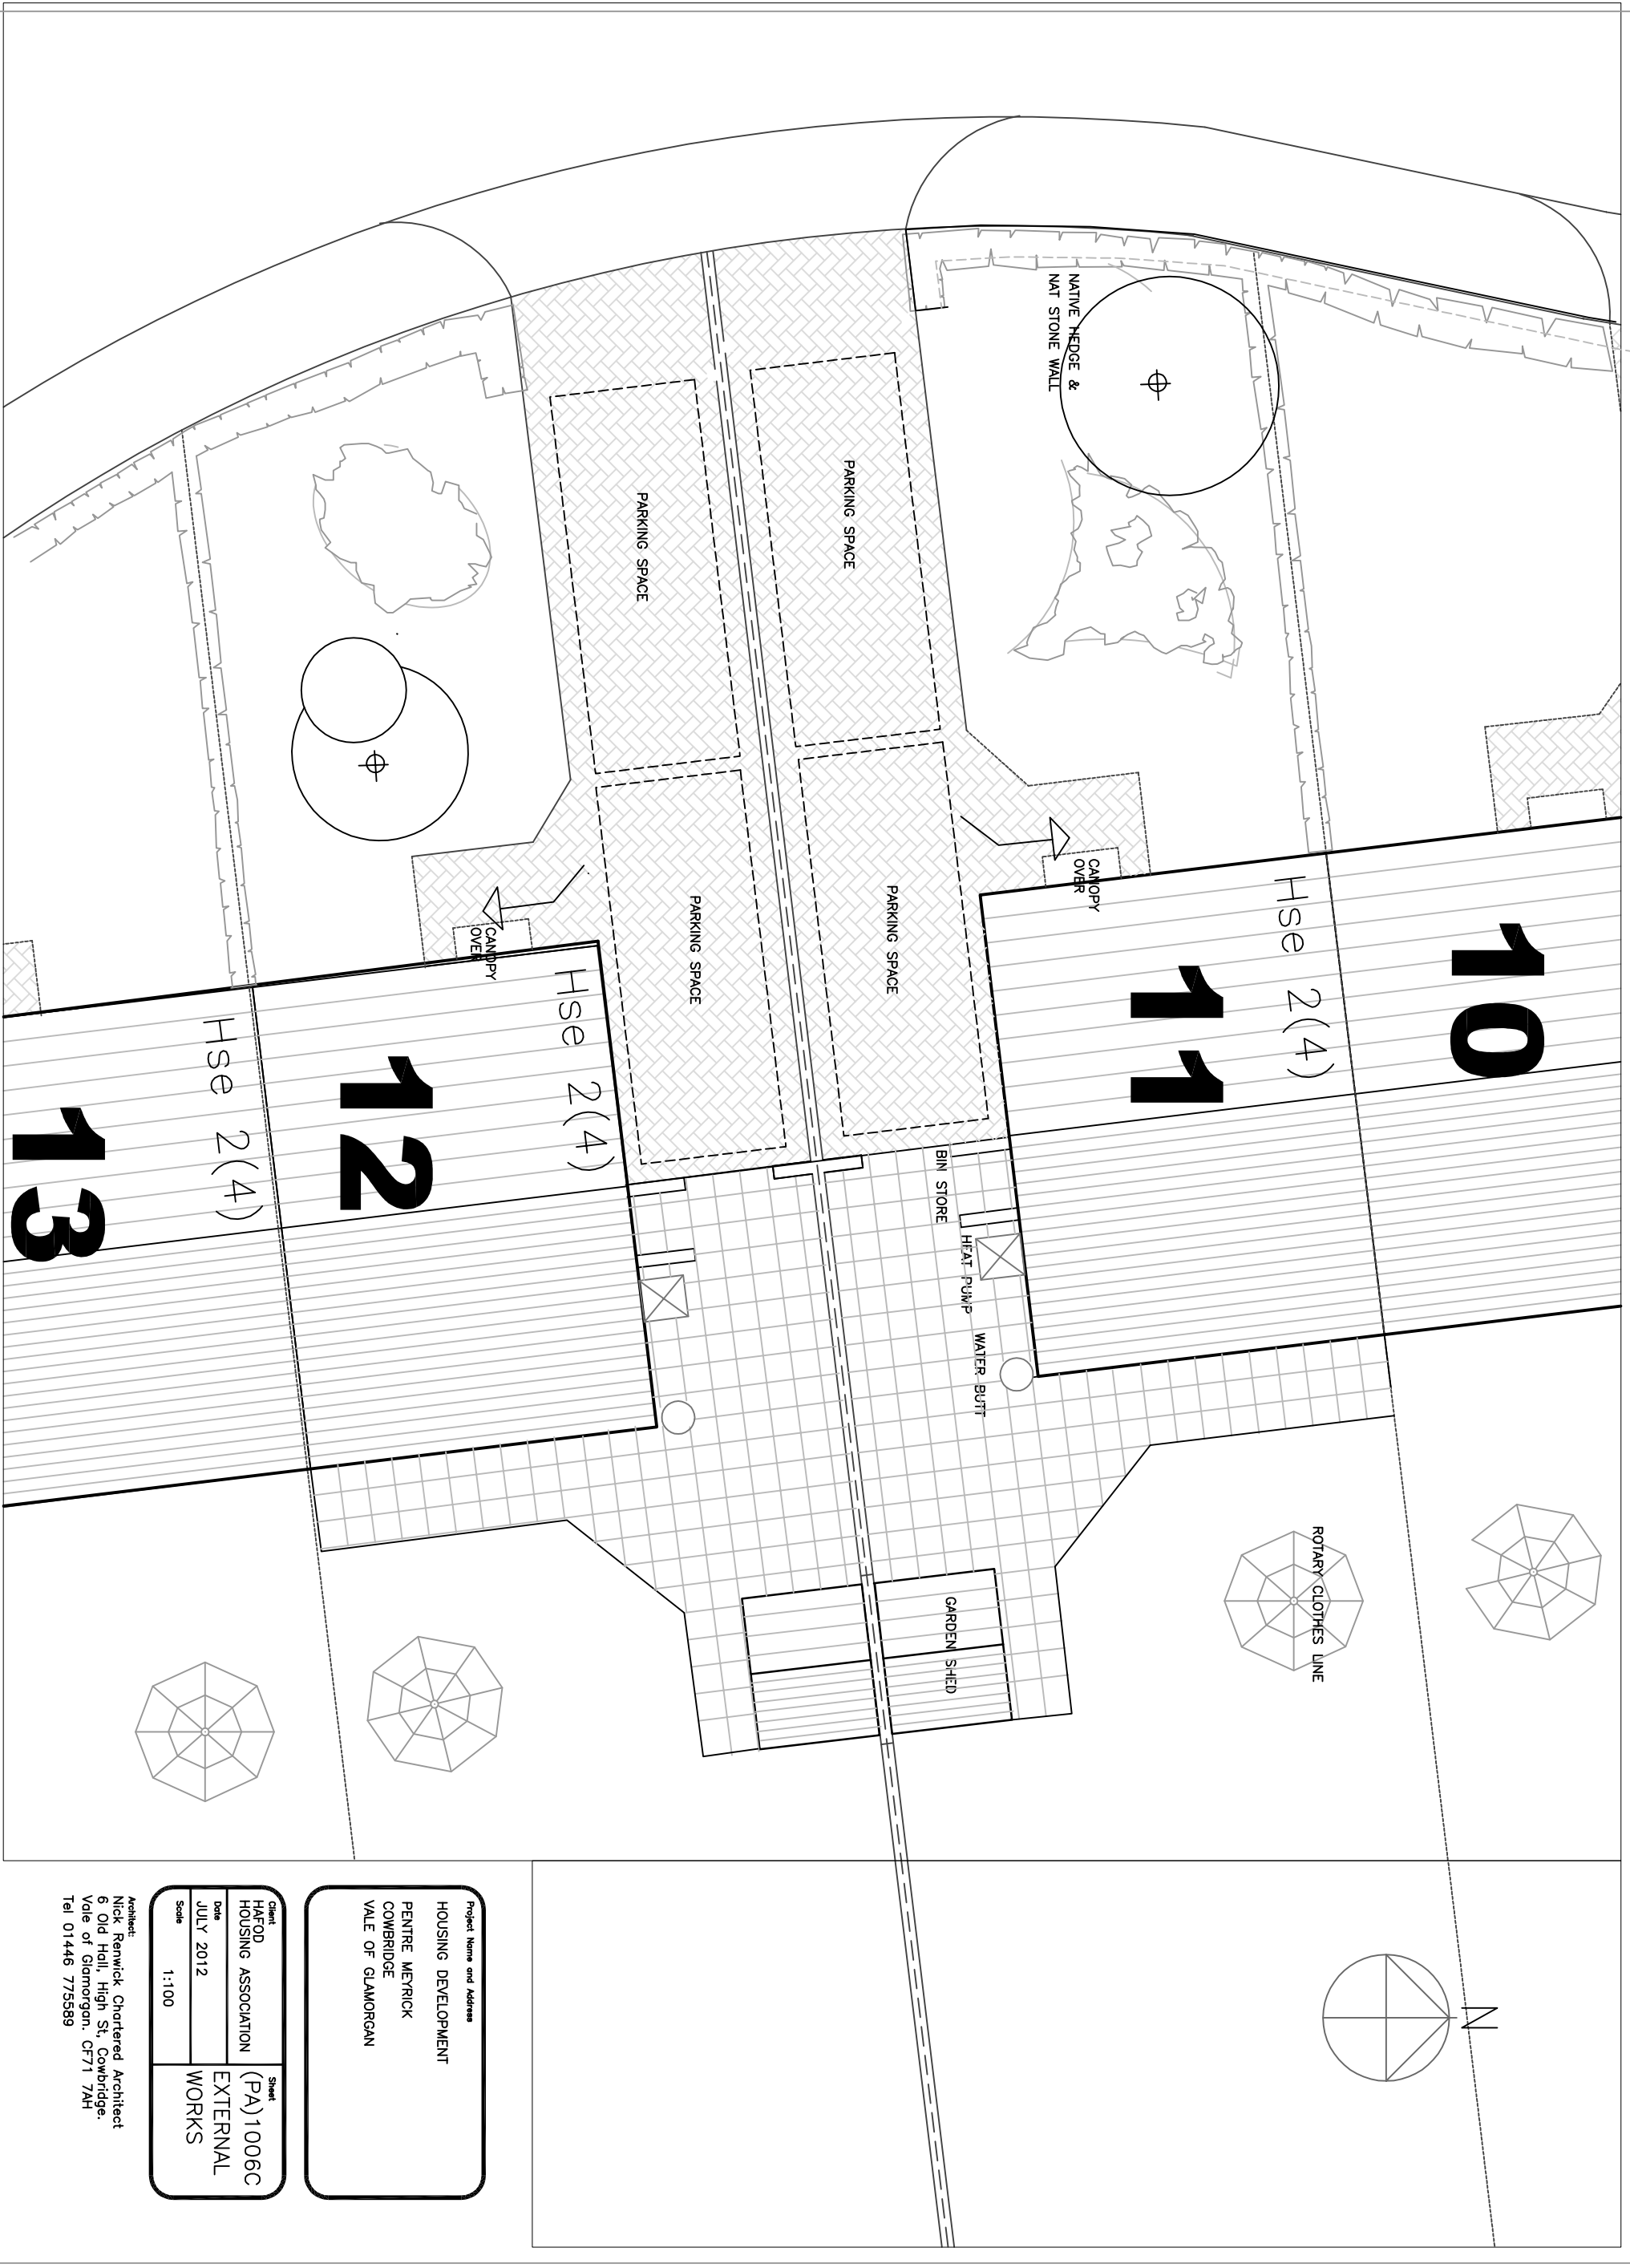 NATIVE HEDGE &
NAT STONE WALL
PARKING SPACE
PARKING SPACE
PARKING SPACE
PARKING SPACE
CANOPY
OVER
CANOPY
OVER
10
Hse 2(4)
11
Hse 2(4)
12
Hse 2(4)
13
BIN STORE
HEAT PUMP
WATER BUTT
ROTARY CLOTHES LINE
GARDEN SHED
N
Project Name and Address
HOUSING DEVELOPMENT
PENTRE MEYRICK
COWBRIDGE
VALE OF GLAMORGAN
Client
HAFOD
HOUSING ASSOCIATION
Date
JULY 2012
Scale
1:100
Sheet
(PA)1006C
EXTERNAL
WORKS
Architect:
Nick Renwick Chartered Architect
6 Old Hall, High St, Cowbridge.
Vale of Glamorgan. CF71 7AH
Tel 01446 775589